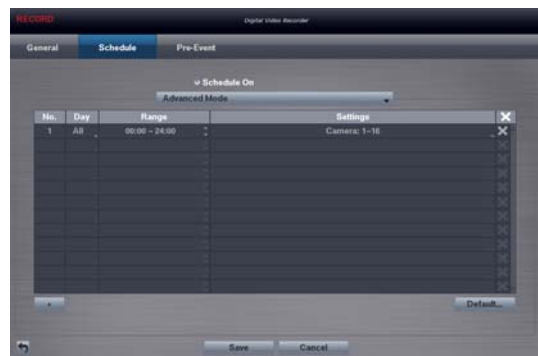 RECORD
Digital Video Recorder
General Schedule Pre-Event
Schedule On
Advanced Mode
No. Day Range Settings
1 All 00:00 ~ 24:00 Camera: 1~16
+ Default...
Save Cancel